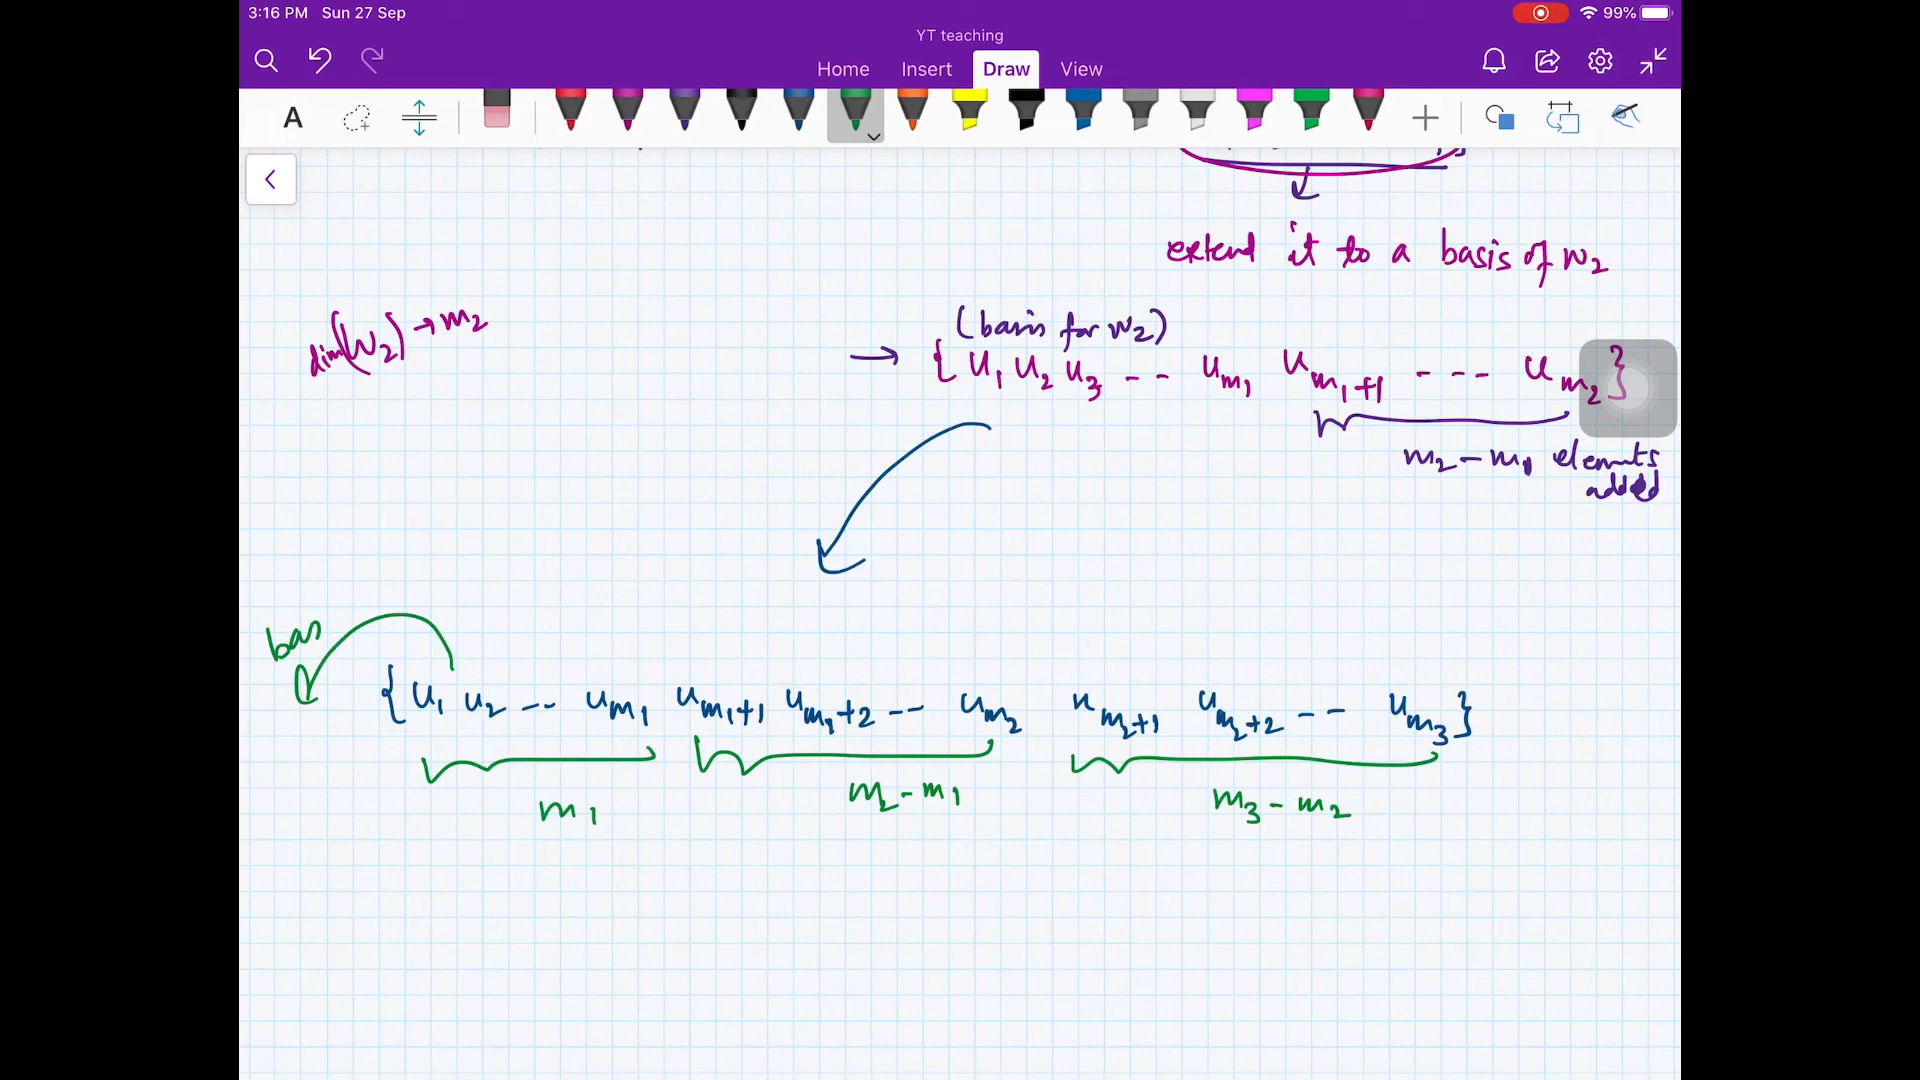 3:16 PM Sun 27 Sep 99%
YT teaching
Home Insert Draw View
A
extend it to a basis of W₂
dim(W₂) → m₂
(basis for W₂)
→ { u₁ u₂ u₃ -- u_m₁ u_m₁+1 --- u_m₂ }
m₂ - m₁ elements
added
bas
{ u₁ u₂ -- u_m₁ u_m₁+1 u_m₁+2 -- u_m₂ u_m₂+1 u_m₂+2 -- u_m₃ }
m₁ m₂ - m₁ m₃ - m₂